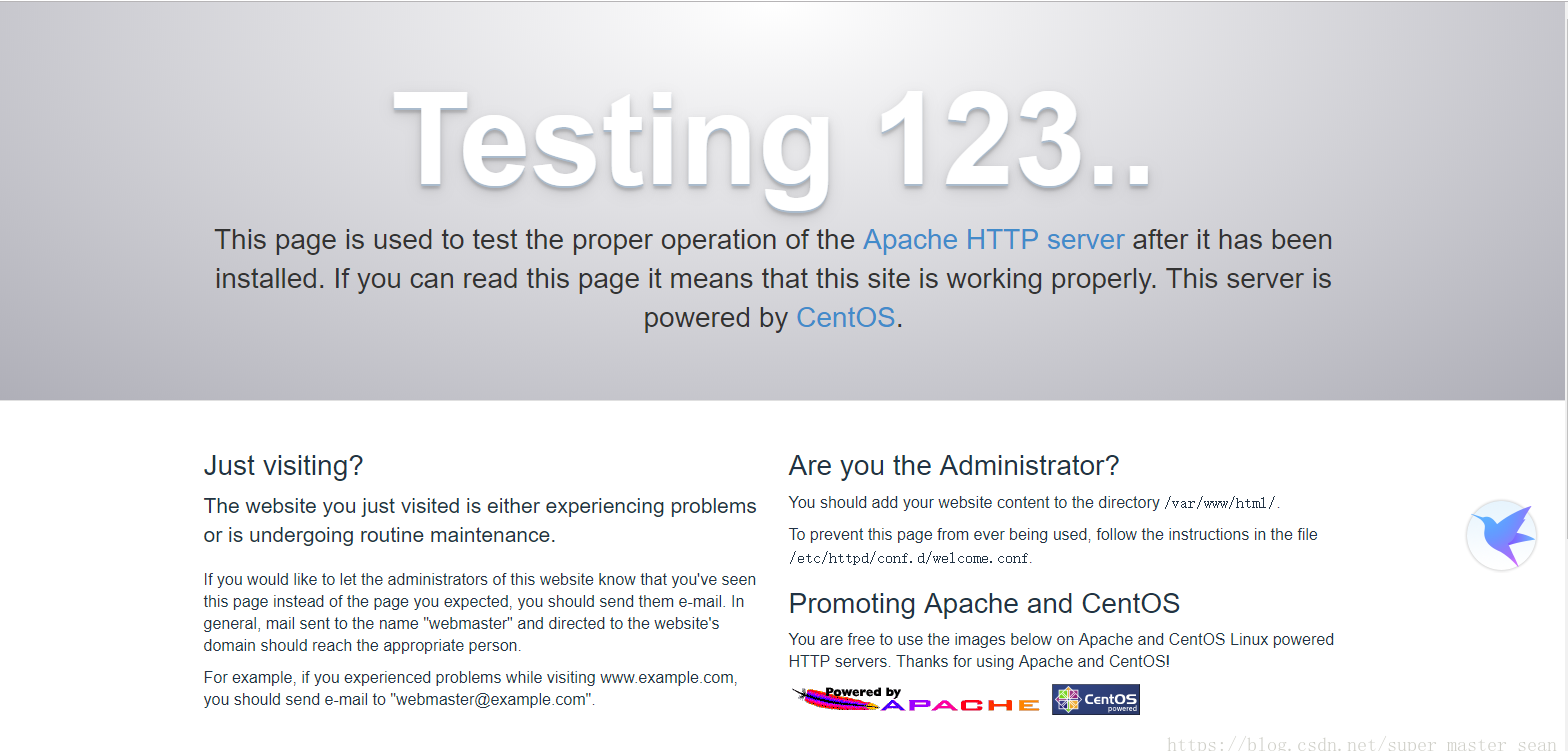 Testing 123..
This page is used to test the proper operation of the Apache HTTP server after it has been
installed. If you can read this page it means that this site is working properly. This server is
powered by CentOS.
Just visiting?
The website you just visited is either experiencing problems
or is undergoing routine maintenance.
If you would like to let the administrators of this website know that you've seen
this page instead of the page you expected, you should send them e-mail. In
general, mail sent to the name "webmaster" and directed to the website's
domain should reach the appropriate person.
For example, if you experienced problems while visiting www.example.com,
you should send e-mail to "webmaster@example.com".
Are you the Administrator?
You should add your website content to the directory /var/www/html/.
To prevent this page from ever being used, follow the instructions in the file
/etc/httpd/conf.d/welcome.conf.
Promoting Apache and CentOS
You are free to use the images below on Apache and CentOS Linux powered
HTTP servers. Thanks for using Apache and CentOS!
Powered by
APACHE
CentOS
powered
https://blog.csdn.net/super_master_sean